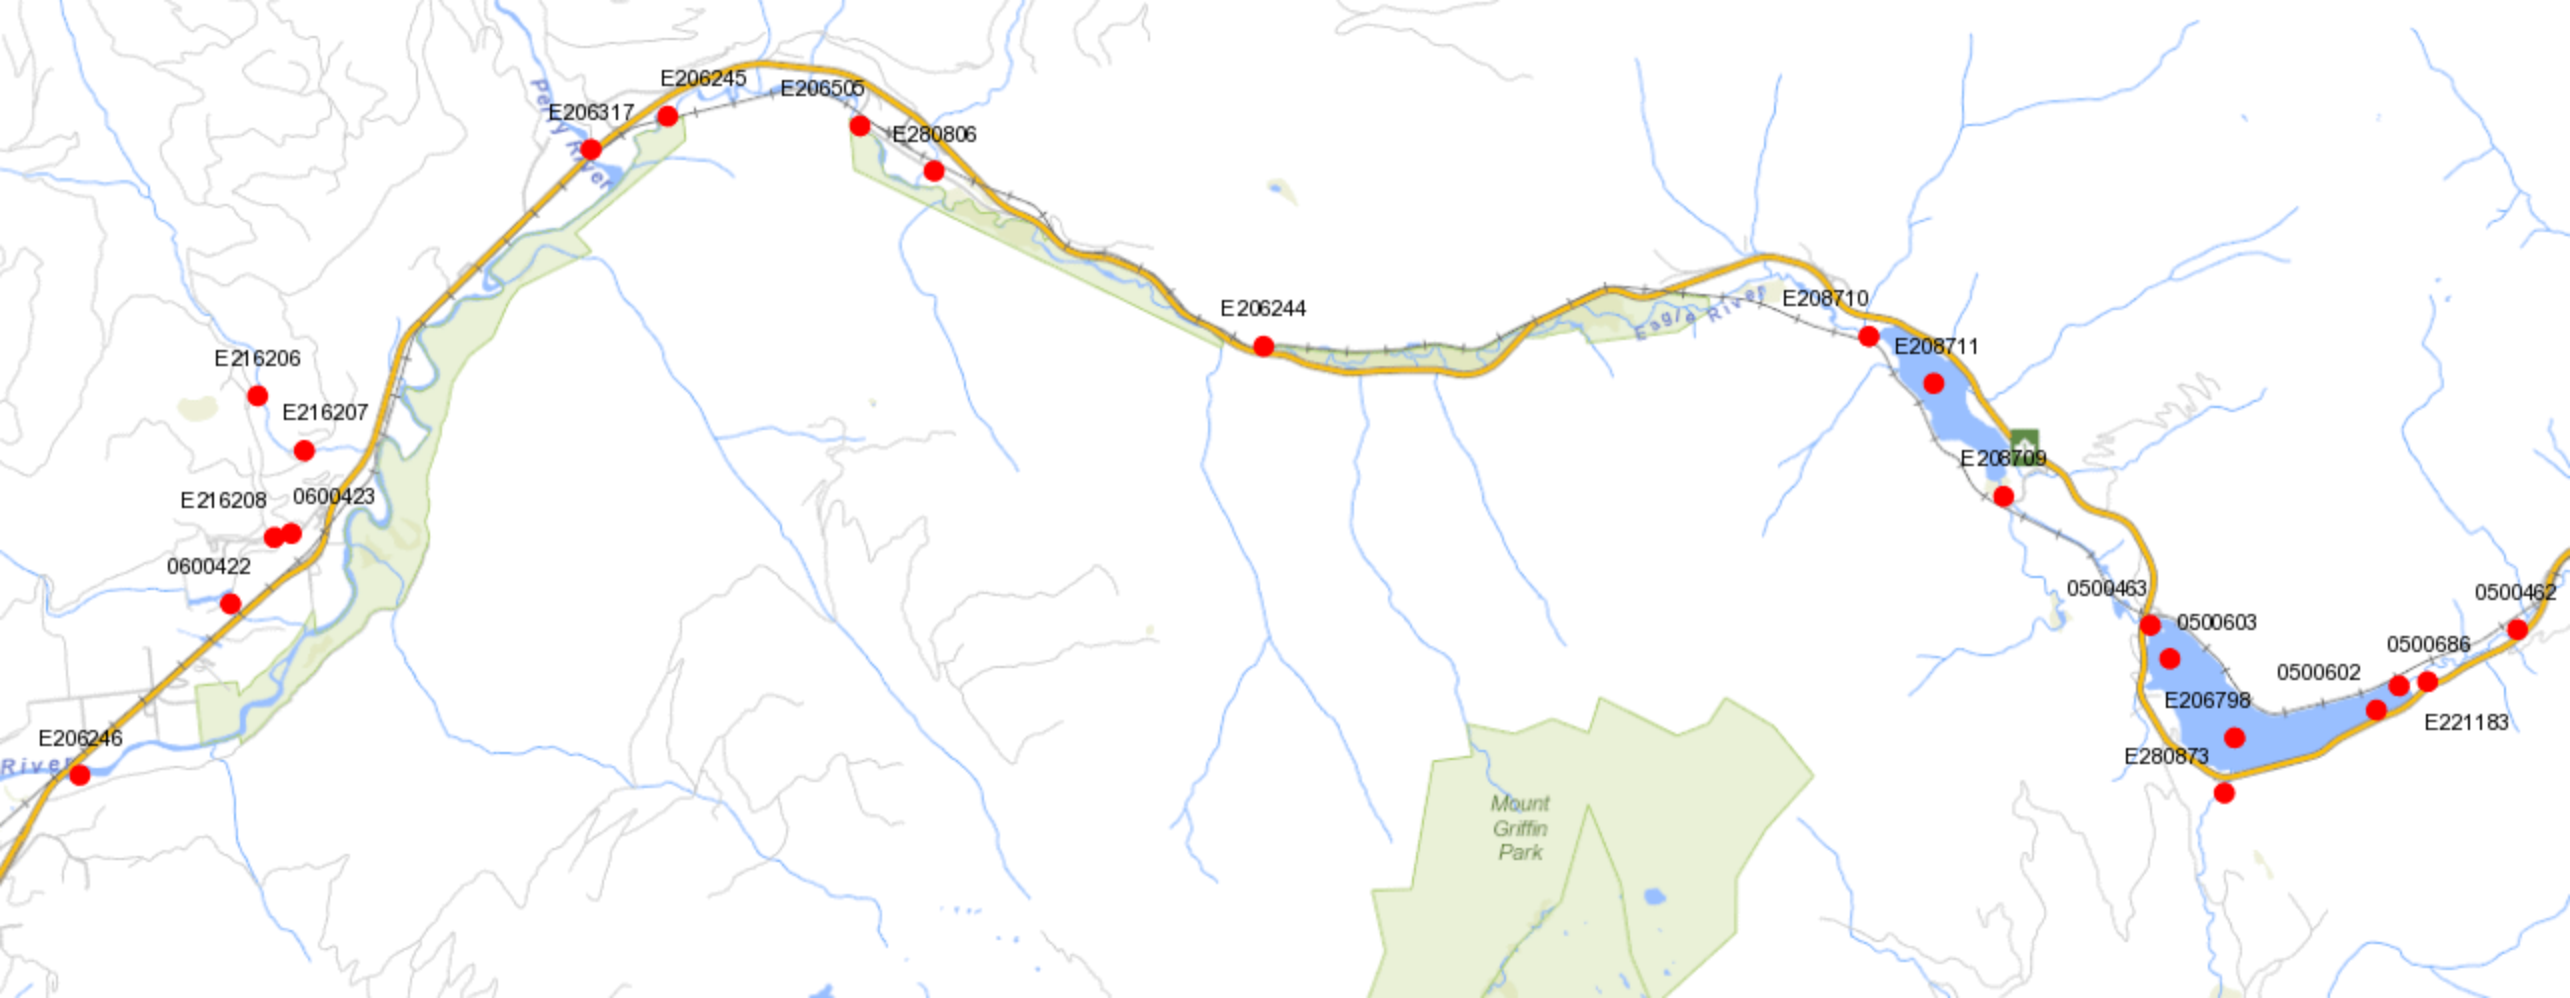 E206245
E206505
Perry River
E206317
E280806
E206244
E208710
Eagle River
E208711
E216206
E216207
E208709
E216208
0600423
0600422
0500463
0500462
0500603
0500686
0500602
E206798
E221183
E206246
River
E280873
Mount
Griffin
Park